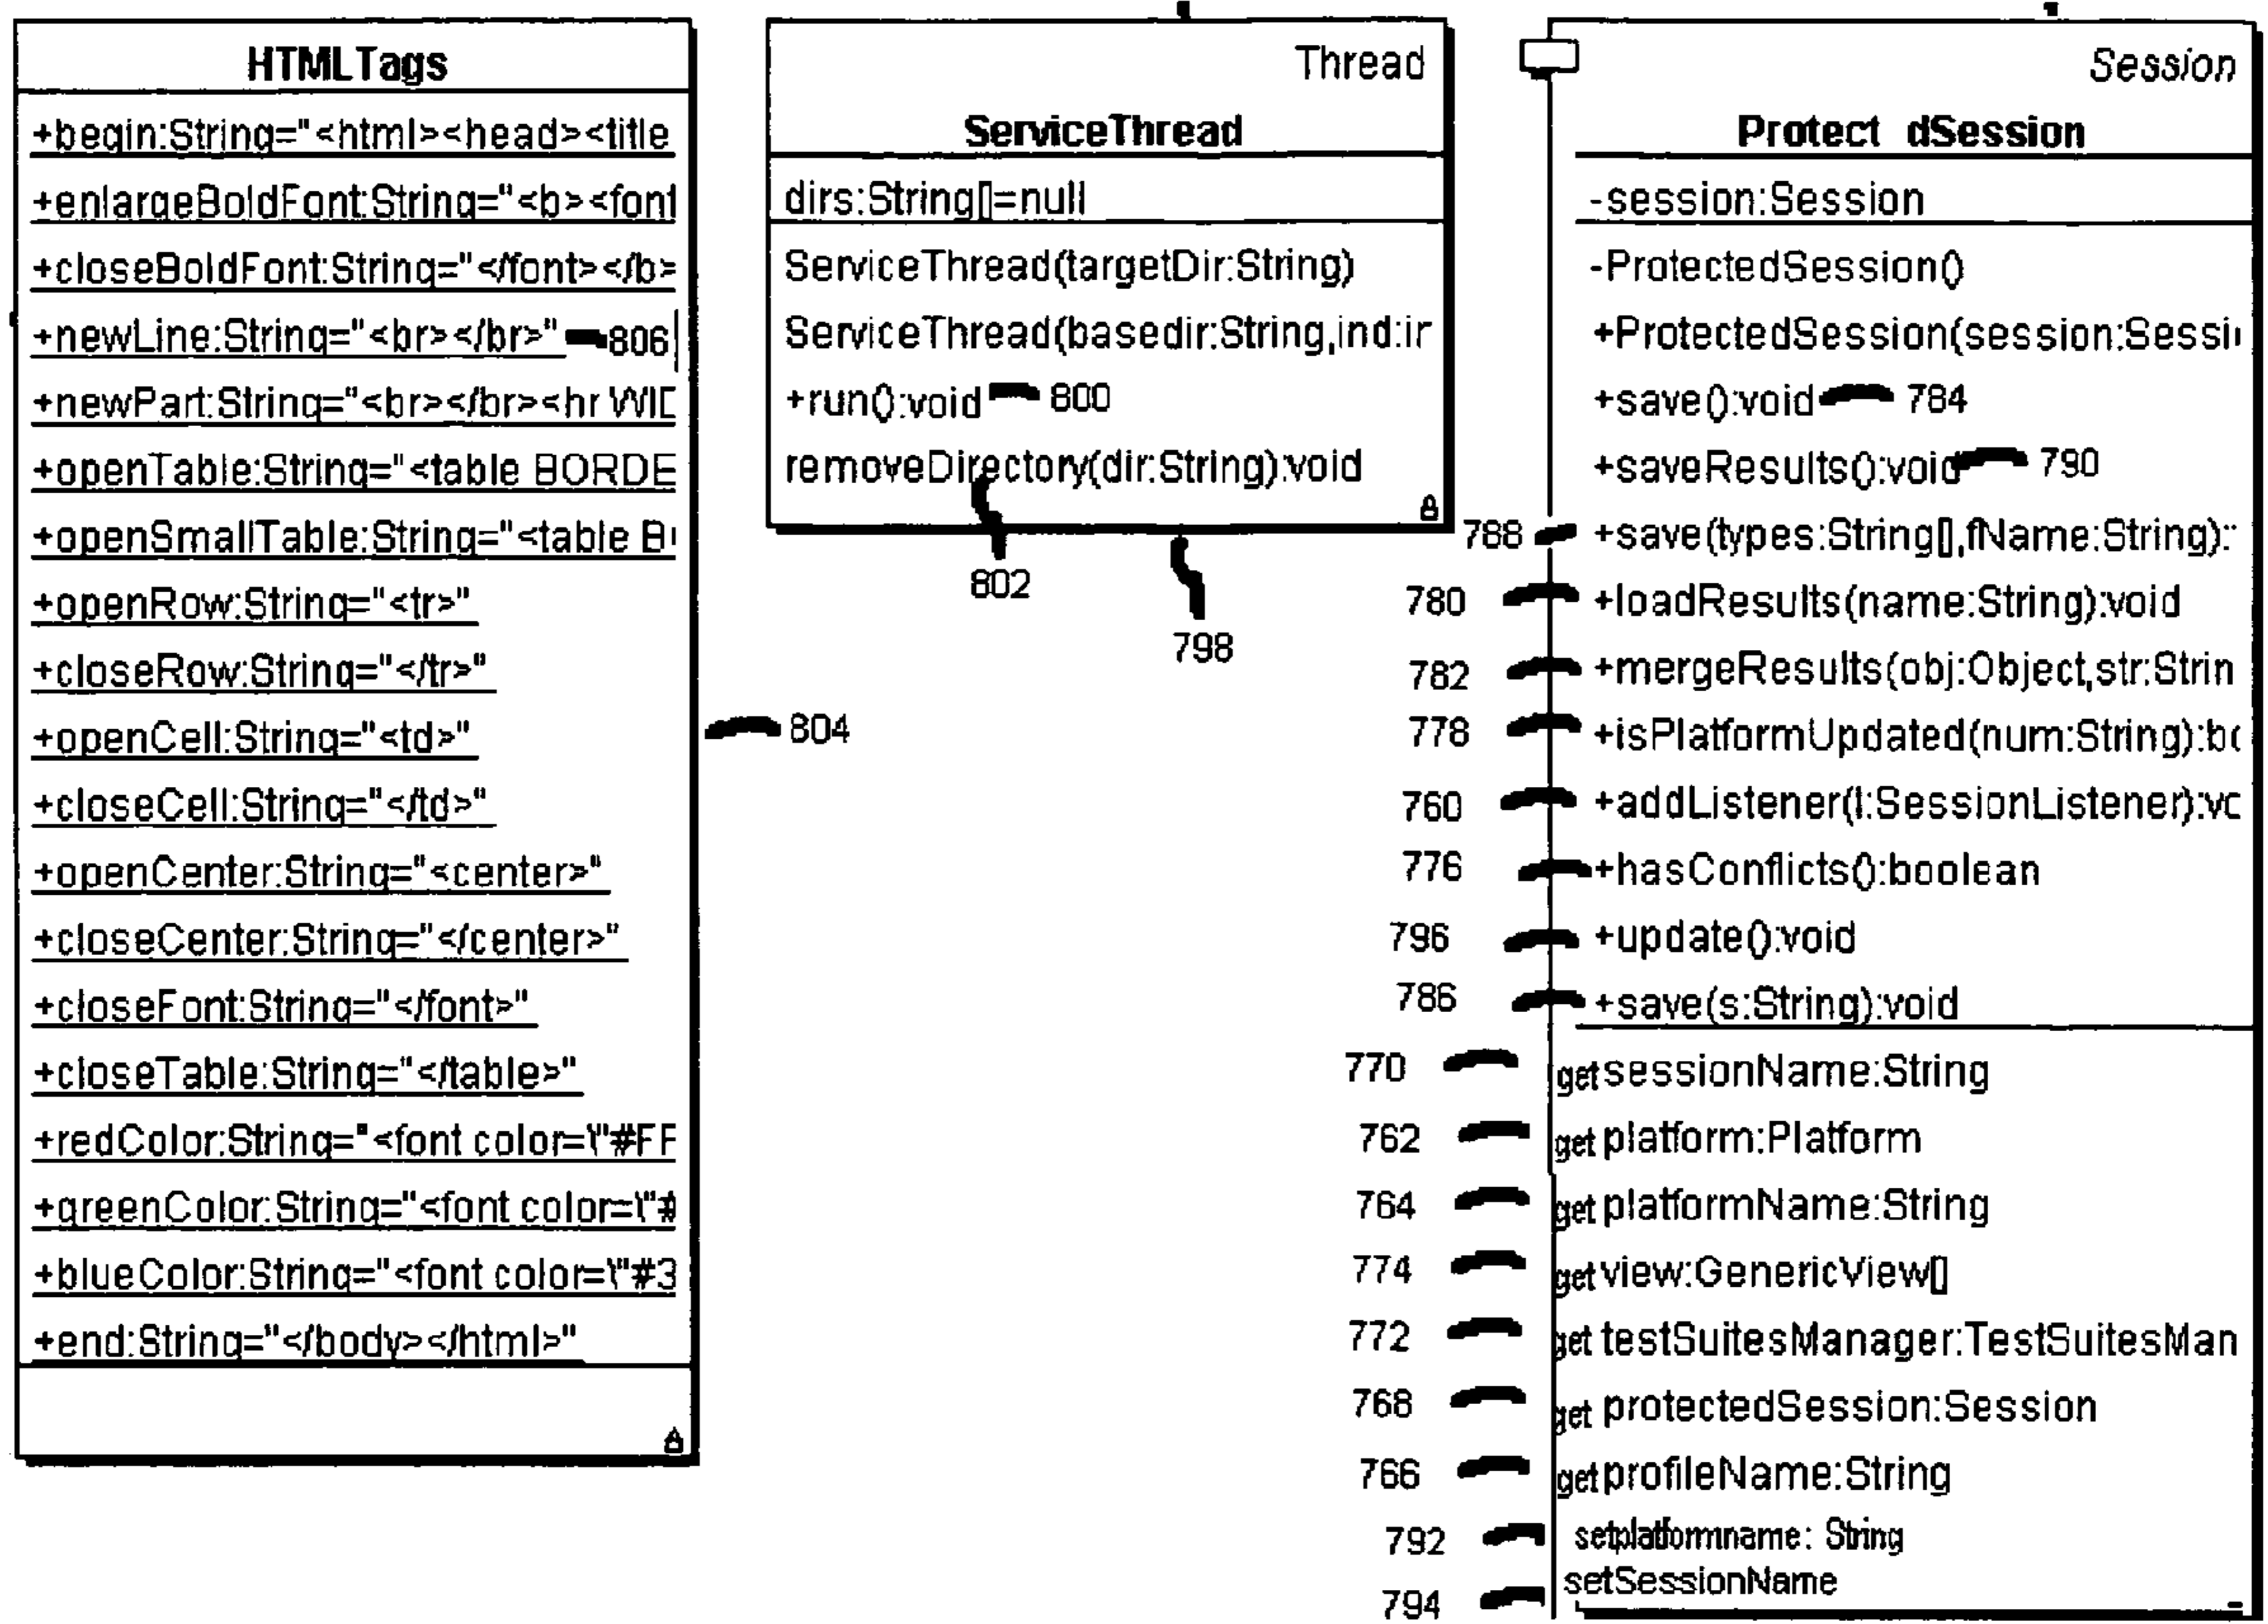 HTMLTags
+begin:String="<html><head><title
+enlargeBoldFont:String="<b><font
+closeBoldFont:String="</font></b>
+newLine:String="<br></br>" 806
+newPart:String="<br></br><hr WID
+openTable:String="<table BORDE
+openSmallTable:String="<table B
+openRow:String="<tr>"
+closeRow:String="</tr>"
+openCell:String="<td>"
+closeCell:String="</td>"
+openCenter:String="<center>"
+closeCenter:String="</center>"
+closeFont:String="</font>"
+closeTable:String="</table>"
+redColor:String="<font color=\"#FF
+greenColor:String="<font color=\"#
+blueColor:String="<font color=\"#3
+end:String="</body></html>"
804
Thread
ServiceThread
dirs:String[]=null
ServiceThread(targetDir:String)
ServiceThread(basedir:String,ind:in
+run():void 800
removeDirectory(dir:String):void
802
798
Session
Protect dSession
-session:Session
-ProtectedSession()
+ProtectedSession(session:Sessi
+save():void 784
+saveResults():void 790
788 +save(types:String[],fName:String):
780 +loadResults(name:String):void
782 +mergeResults(obj:Object,str:Strin
778 +isPlatformUpdated(num:String):bo
760 +addListener(l:SessionListener):vo
776 +hasConflicts():boolean
796 +update():void
786 +save(s:String):void
770 get sessionName:String
762 get platform:Platform
764 get platformName:String
774 get view:GenericView[]
772 get testSuitesManager:TestSuitesMan
768 get protectedSession:Session
766 get profileName:String
792 setplatformname: String
794 setSessionName